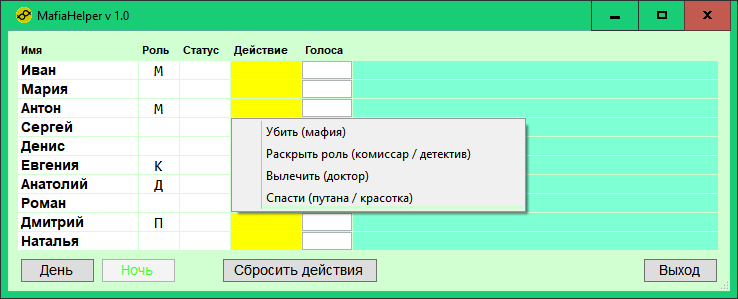 MafiaHelper v 1.0
Имя Роль Статус Действие Голоса
Иван М
Мария
Антон М
Сергей
Денис
Евгения К
Анатолий Д
Роман
Дмитрий П
Наталья
Убить (мафия)
Раскрыть роль (комиссар / детектив)
Вылечить (доктор)
Спасти (путана / красотка)
День Ночь Сбросить действия Выход